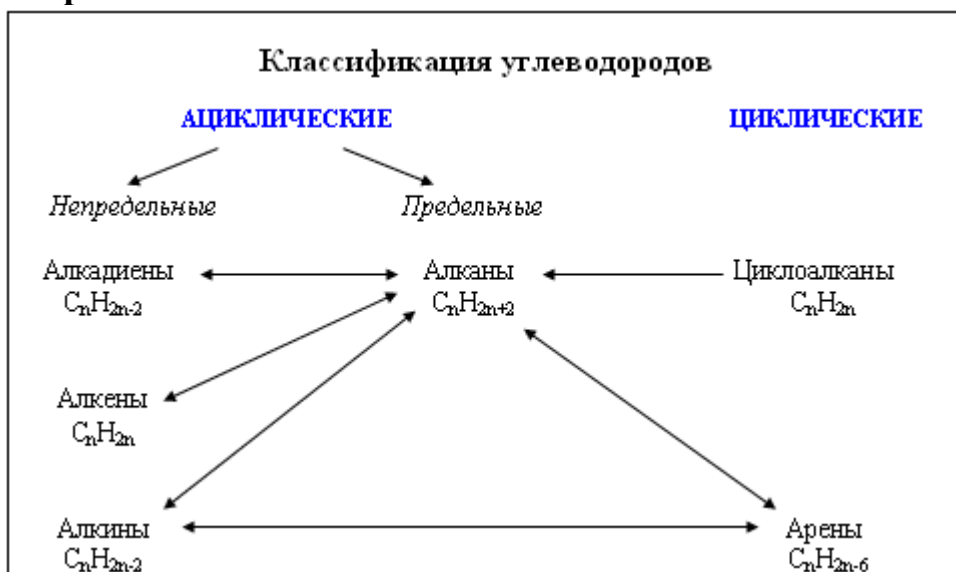 Классификация углеводородов
АЦИКЛИЧЕСКИЕ ЦИКЛИЧЕСКИЕ
Непредельные Предельные
Алкадиены Алканы Циклоалканы
CnH2n-2 CnH2n+2 CnH2n
Алкены
CnH2n
Алкины Арены
CnH2n-2 CnH2n-6